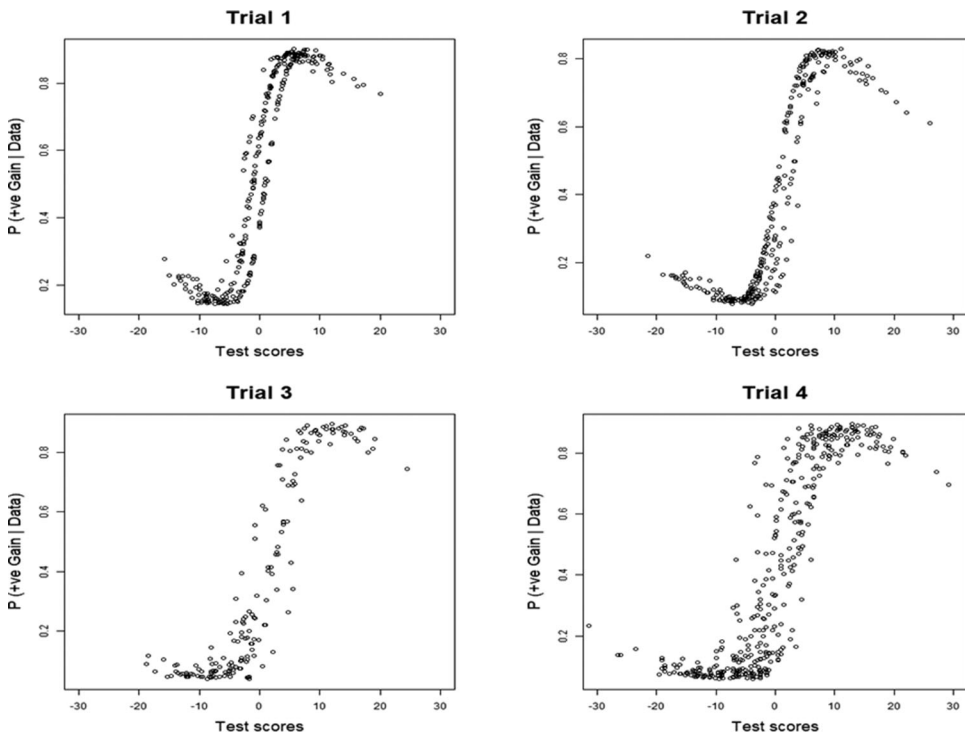 Trial 1
P (+ve Gain | Data)
0.8
0.6
0.4
0.2
-30 -20 -10 0 10 20 30
Test scores
Trial 2
P (+ve Gain | Data)
0.8
0.6
0.4
0.2
-30 -20 -10 0 10 20 30
Test scores
Trial 3
P (+ve Gain | Data)
0.8
0.6
0.4
0.2
-30 -20 -10 0 10 20 30
Test scores
Trial 4
P (+ve Gain | Data)
0.8
0.6
0.4
0.2
-30 -20 -10 0 10 20 30
Test scores